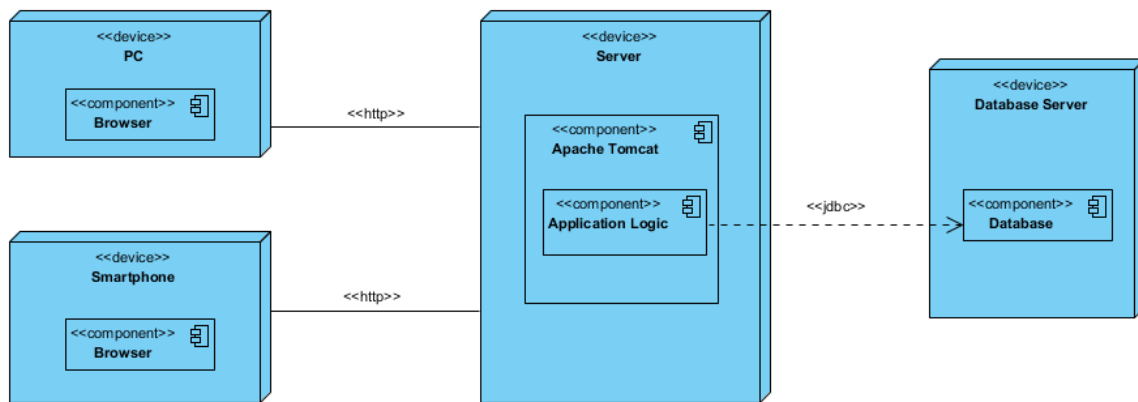 <<device>>
PC
<<component>>
Browser
<<http>>
<<device>>
Smartphone
<<component>>
Browser
<<http>>
<<device>>
Server
<<component>>
Apache Tomcat
<<component>>
Application Logic
<<jdbc>>
<<device>>
Database Server
<<component>>
Database